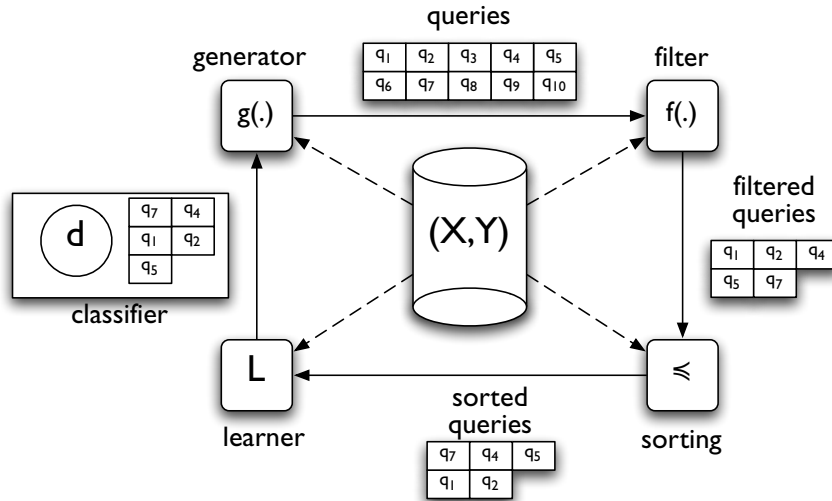 queries
generator
filter
q₁ q₂ q₃ q₄ q₅
q₆ q₇ q₈ q₉ q₁₀
g(.)
f(.)
(X,Y)
filtered
queries
q₁ q₂ q₄
q₅ q₇
d
q₇ q₄
q₁ q₂
q₅
classifier
L
≼
learner
sorted
queries
sorting
q₇ q₄ q₅
q₁ q₂